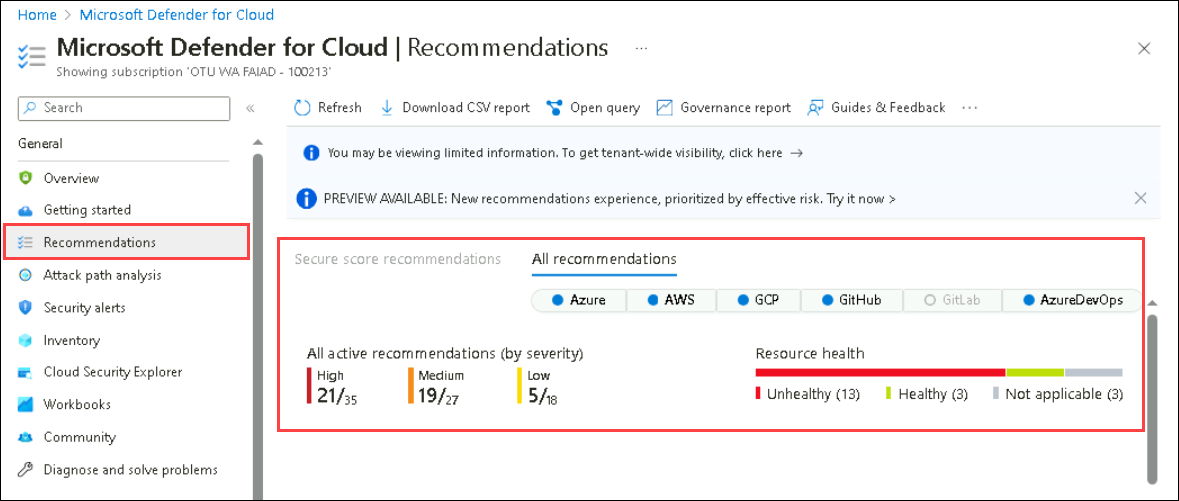 Home > Microsoft Defender for Cloud
Microsoft Defender for Cloud | Recommendations ...
Showing subscription 'OTU WA FAIAD - 100213'
Search «
Refresh Download CSV report Open query Governance report Guides & Feedback ...
General
Overview
Getting started
Recommendations
Attack path analysis
Security alerts
Inventory
Cloud Security Explorer
Workbooks
Community
Diagnose and solve problems
You may be viewing limited information. To get tenant-wide visibility, click here →
PREVIEW AVAILABLE: New recommendations experience, prioritized by effective risk. Try it now >
Secure score recommendations All recommendations
Azure AWS GCP GitHub GitLab AzureDevOps
All active recommendations (by severity)
High Medium Low
21/35 19/27 5/18
Resource health
Unhealthy (13) Healthy (3) Not applicable (3)